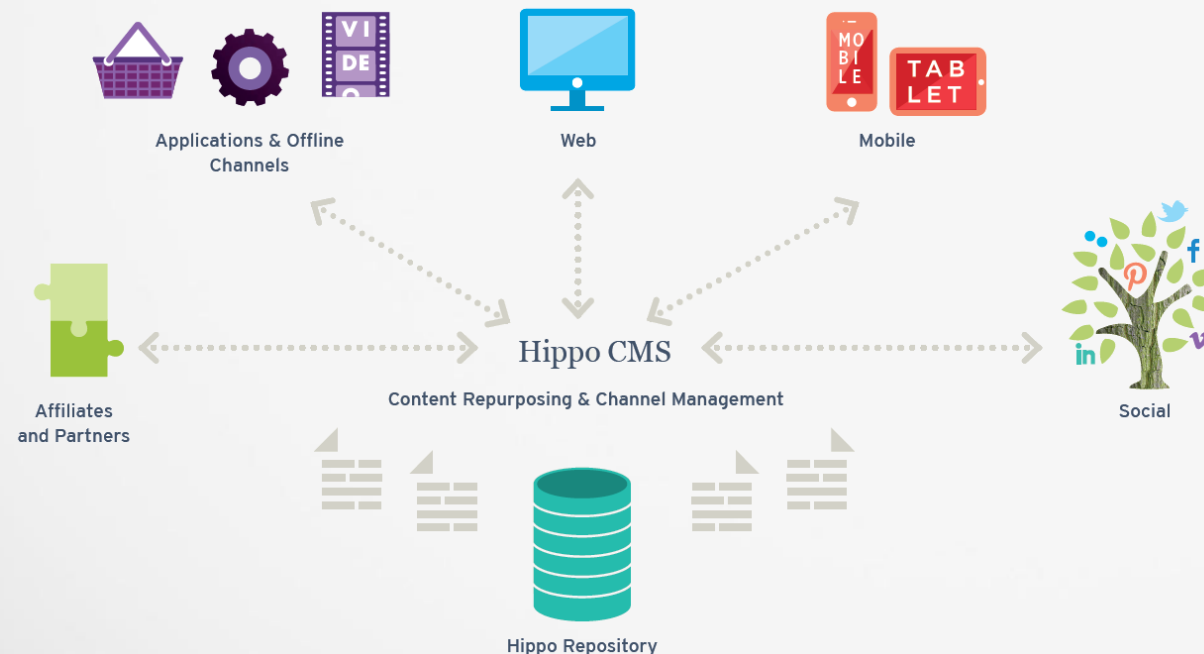 VI
DE
O
MO
BI
LE
TAB
LET
Applications & Offline
Channels
Web
Mobile
f
in
v
Hippo CMS
Content Repurposing & Channel Management
Affiliates
and Partners
Social
Hippo Repository